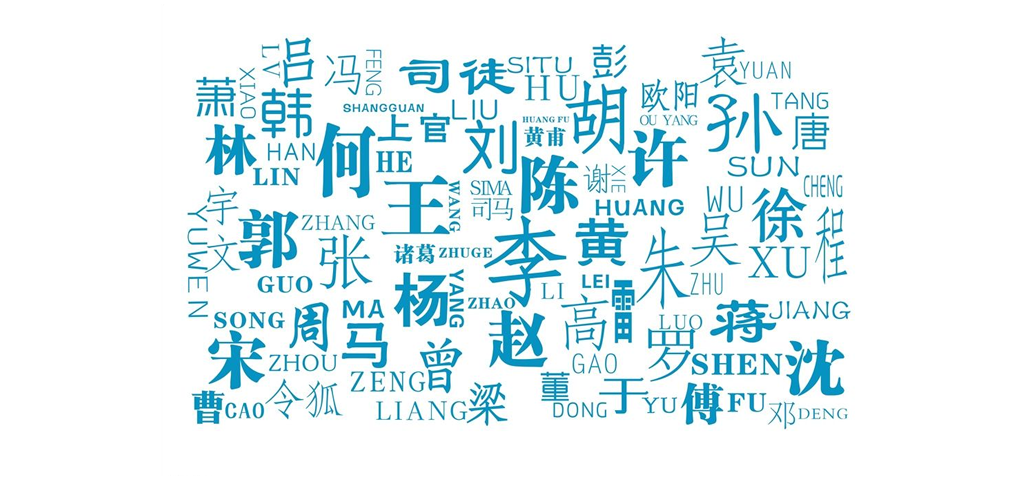 吕
LV
冯
FENG
司徒
SITU
彭
袁
YUAN
萧
XIAO
韩
HAN
SHANGGUAN
上官
LIU
刘
HU
胡
HUANG FU
黄甫
欧阳
OU YANG
孙
SUN
TANG
唐
林
LIN
何
HE
王
WANG
SIMA
司马
陈
谢
XIE
许
HUANG
黄
WU
吴
徐
XU
CHENG
程
宇文
YUWEN
郭
GUO
ZHANG
张
诸葛
ZHUGE
李
LI
朱
ZHU
杨
YANG
ZHAO
赵
LEI
雷
高
GAO
LUO
罗
蒋
JIANG
SONG
宋
周
ZHOU
MA
马
曾
ZENG
SHEN
沈
曹
CAO
令狐
LIANG
梁
董
DONG
于
YU
傅
FU
邓
DENG